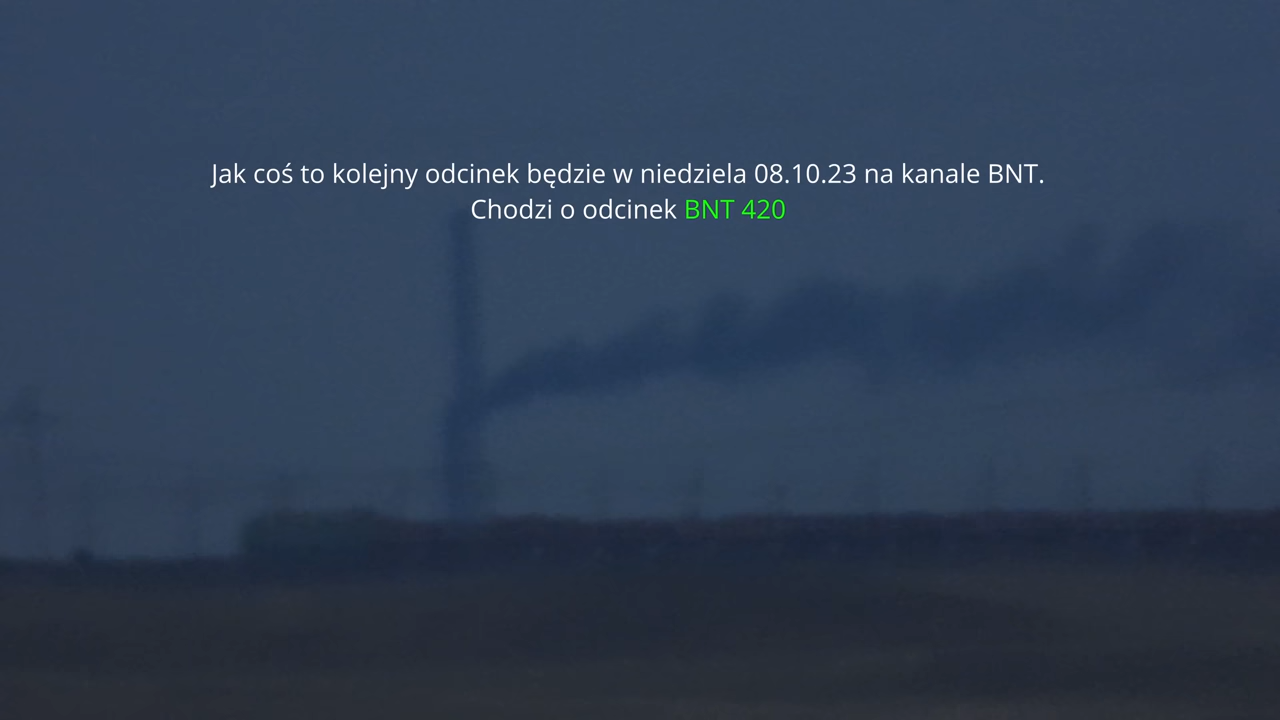 Jak coś to kolejny odcinek będzie w niedziela 08.10.23 na kanale BNT.
Chodzi o odcinek BNT 420